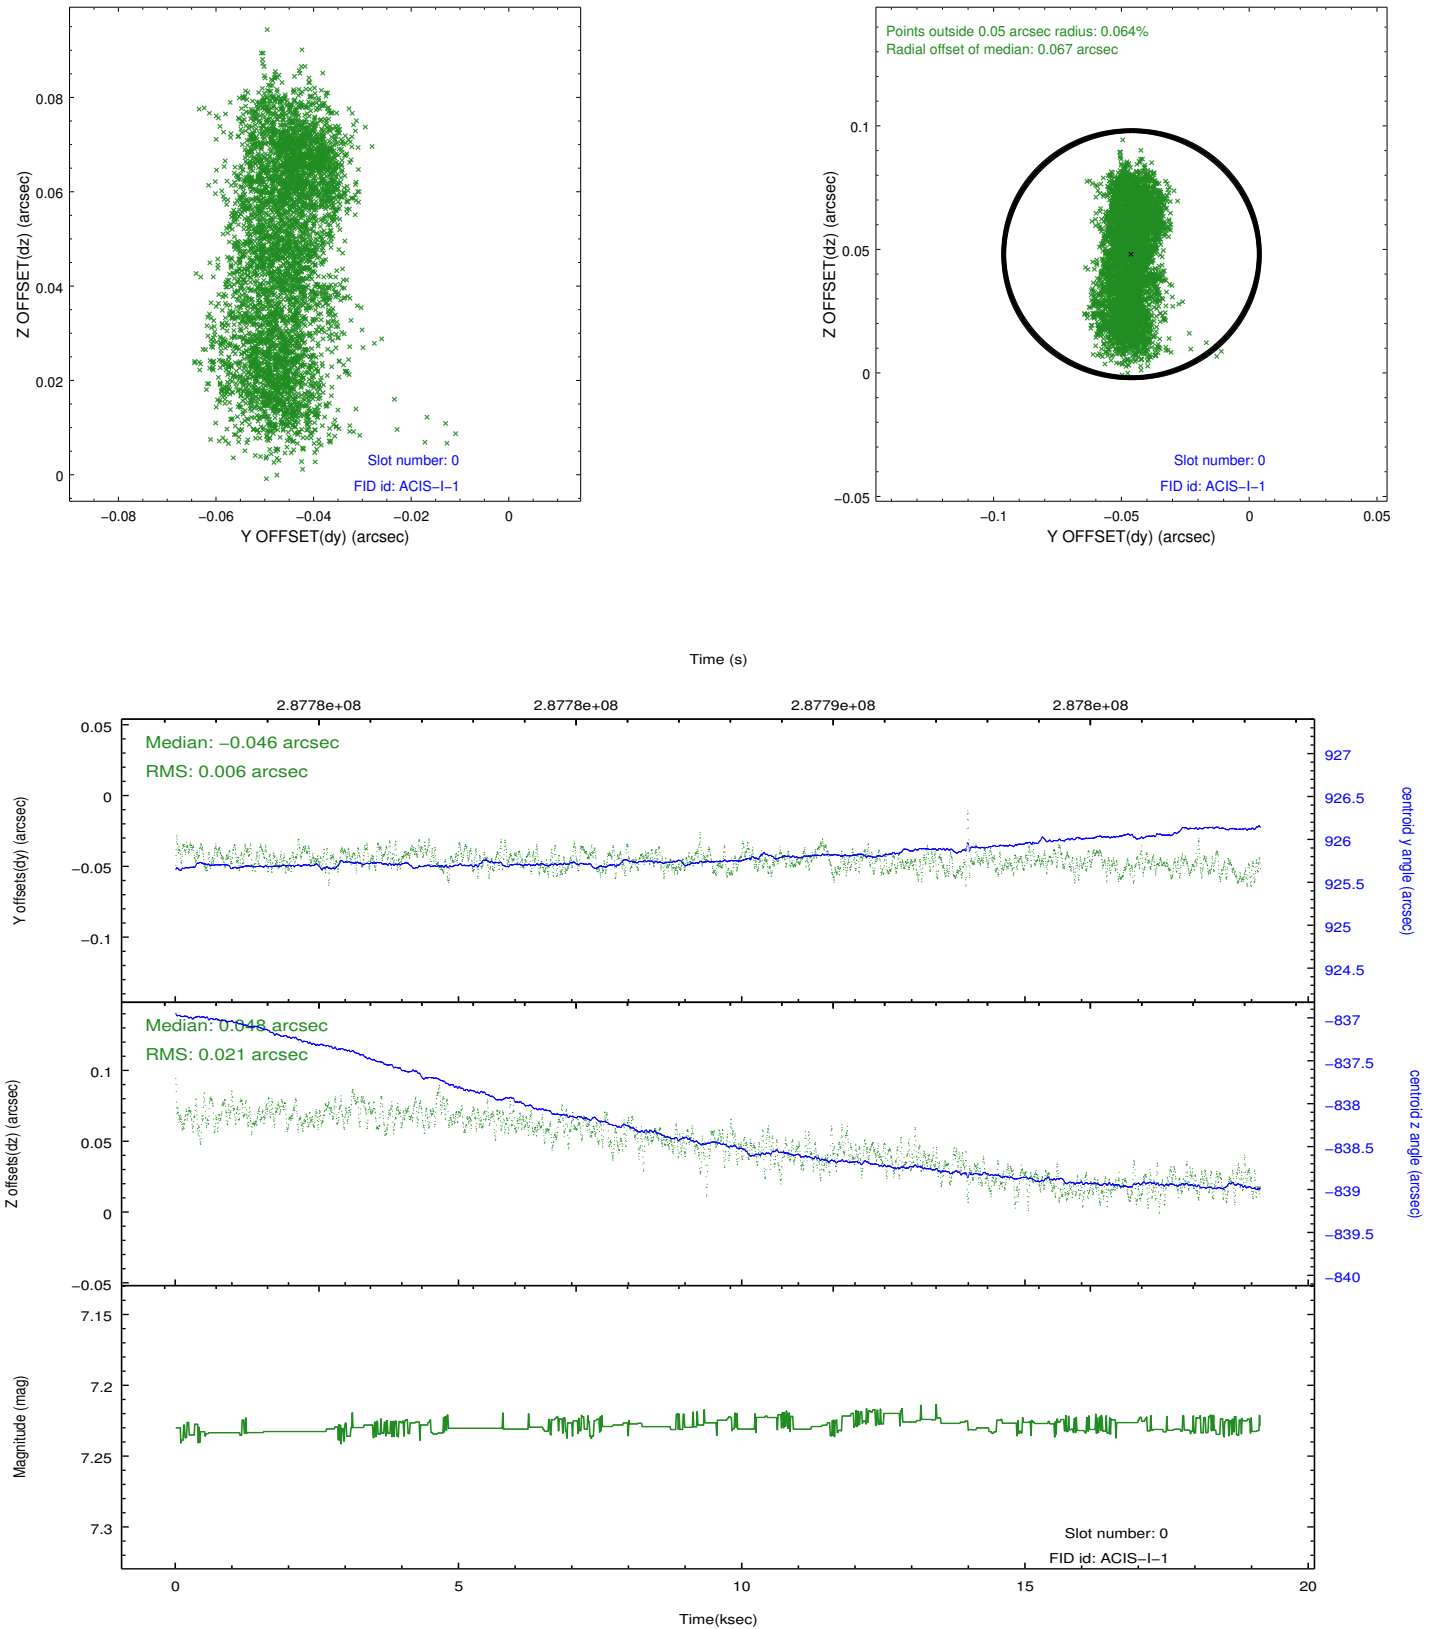 0.08
0.06
0.04
0.02
0
Z OFFSET(dz) (arcsec)
Slot number: 0
FID id: ACIS−I−1
−0.08
−0.06
−0.04
−0.02
0
Y OFFSET(dy) (arcsec)
Points outside 0.05 arcsec radius: 0.064%
Radial offset of median: 0.067 arcsec
0.1
0.05
0
−0.05
Z OFFSET(dz) (arcsec)
Slot number: 0
FID id: ACIS−I−1
−0.1
−0.05
0
0.05
Y OFFSET(dy) (arcsec)
Time (s)
2.8778e+08
2.8778e+08
2.8779e+08
2.878e+08
0.05
0
−0.05
−0.1
Y offsets(dy) (arcsec)
Median: −0.046 arcsec
RMS: 0.006 arcsec
927
926.5
926
925.5
925
924.5
centroid y angle (arcsec)
0.1
0.05
0
−0.05
Z offsets(dz) (arcsec)
Median: 0.048 arcsec
RMS: 0.021 arcsec
−837
−837.5
−838
−838.5
−839
−839.5
−840
centroid z angle (arcsec)
7.15
7.2
7.25
7.3
Magnitude (mag)
Slot number: 0
FID id: ACIS−I−1
0
5
10
15
20
Time(ksec)